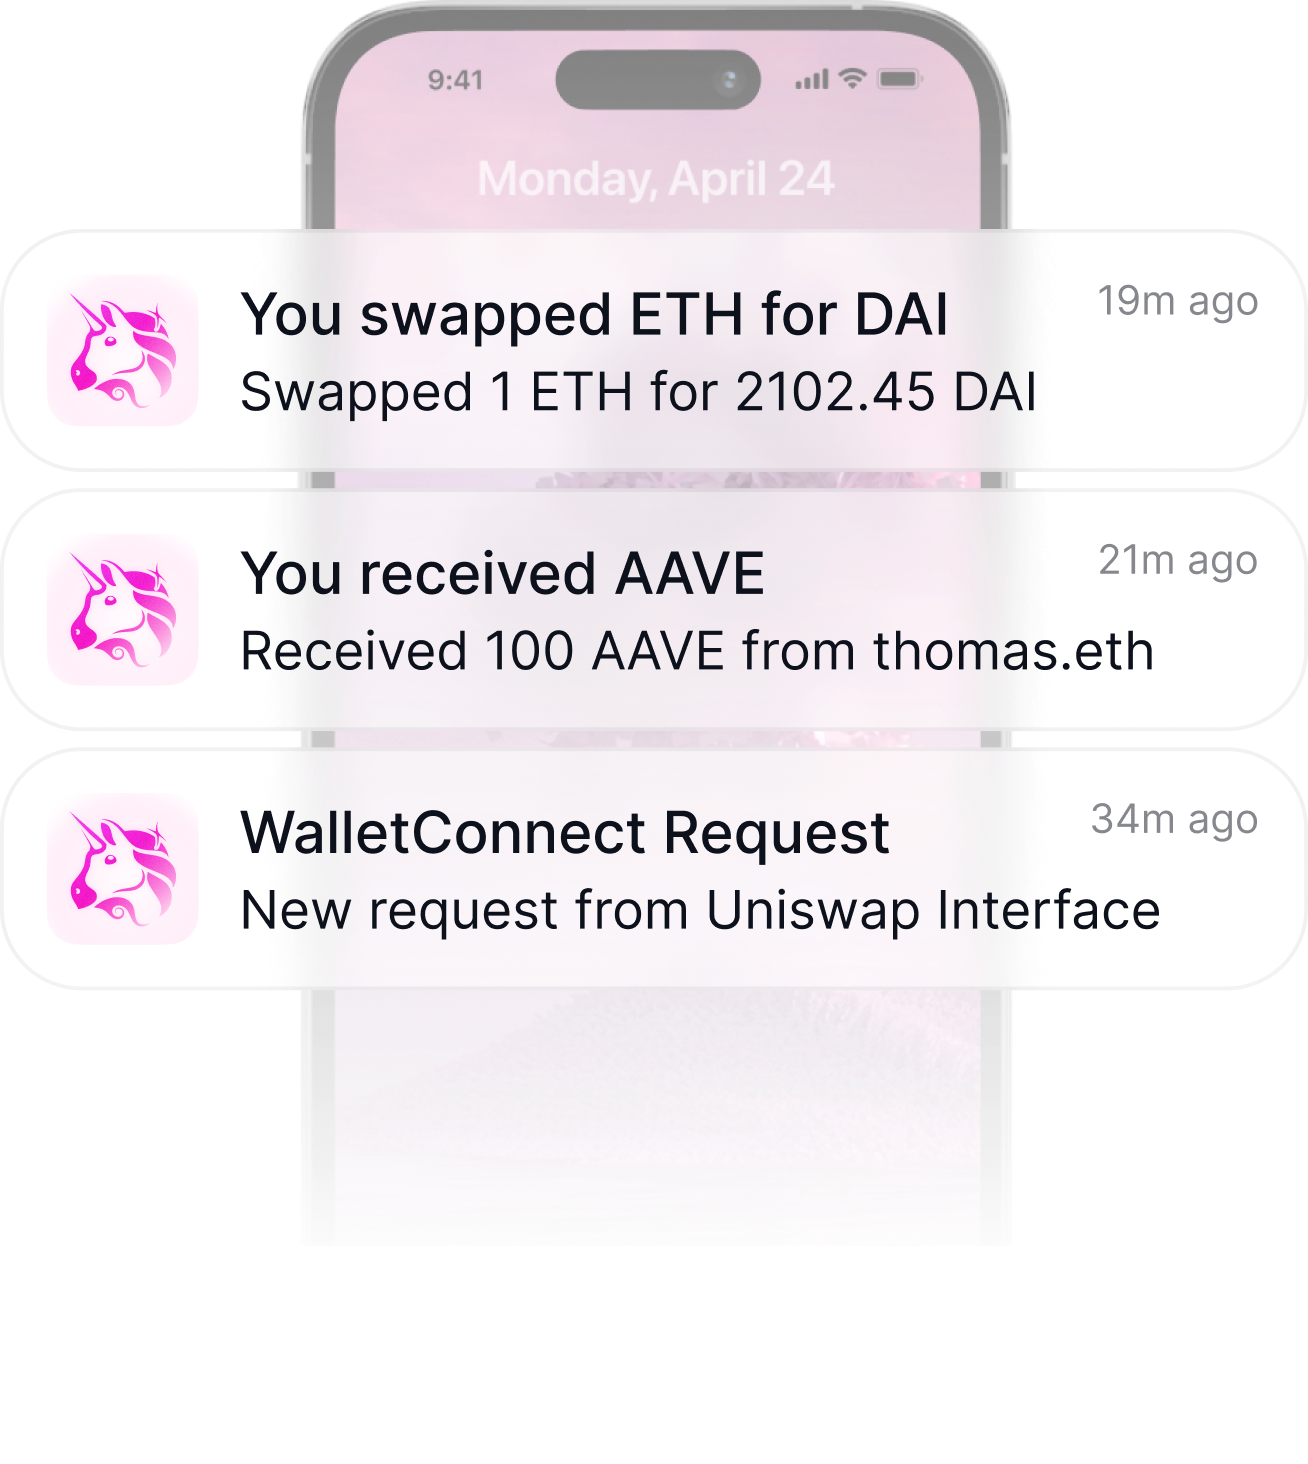 9:41
Monday, April 24
You swapped ETH for DAI
19m ago
Swapped 1 ETH for 2102.45 DAI
You received AAVE
21m ago
Received 100 AAVE from thomas.eth
WalletConnect Request
34m ago
New request from Uniswap Interface